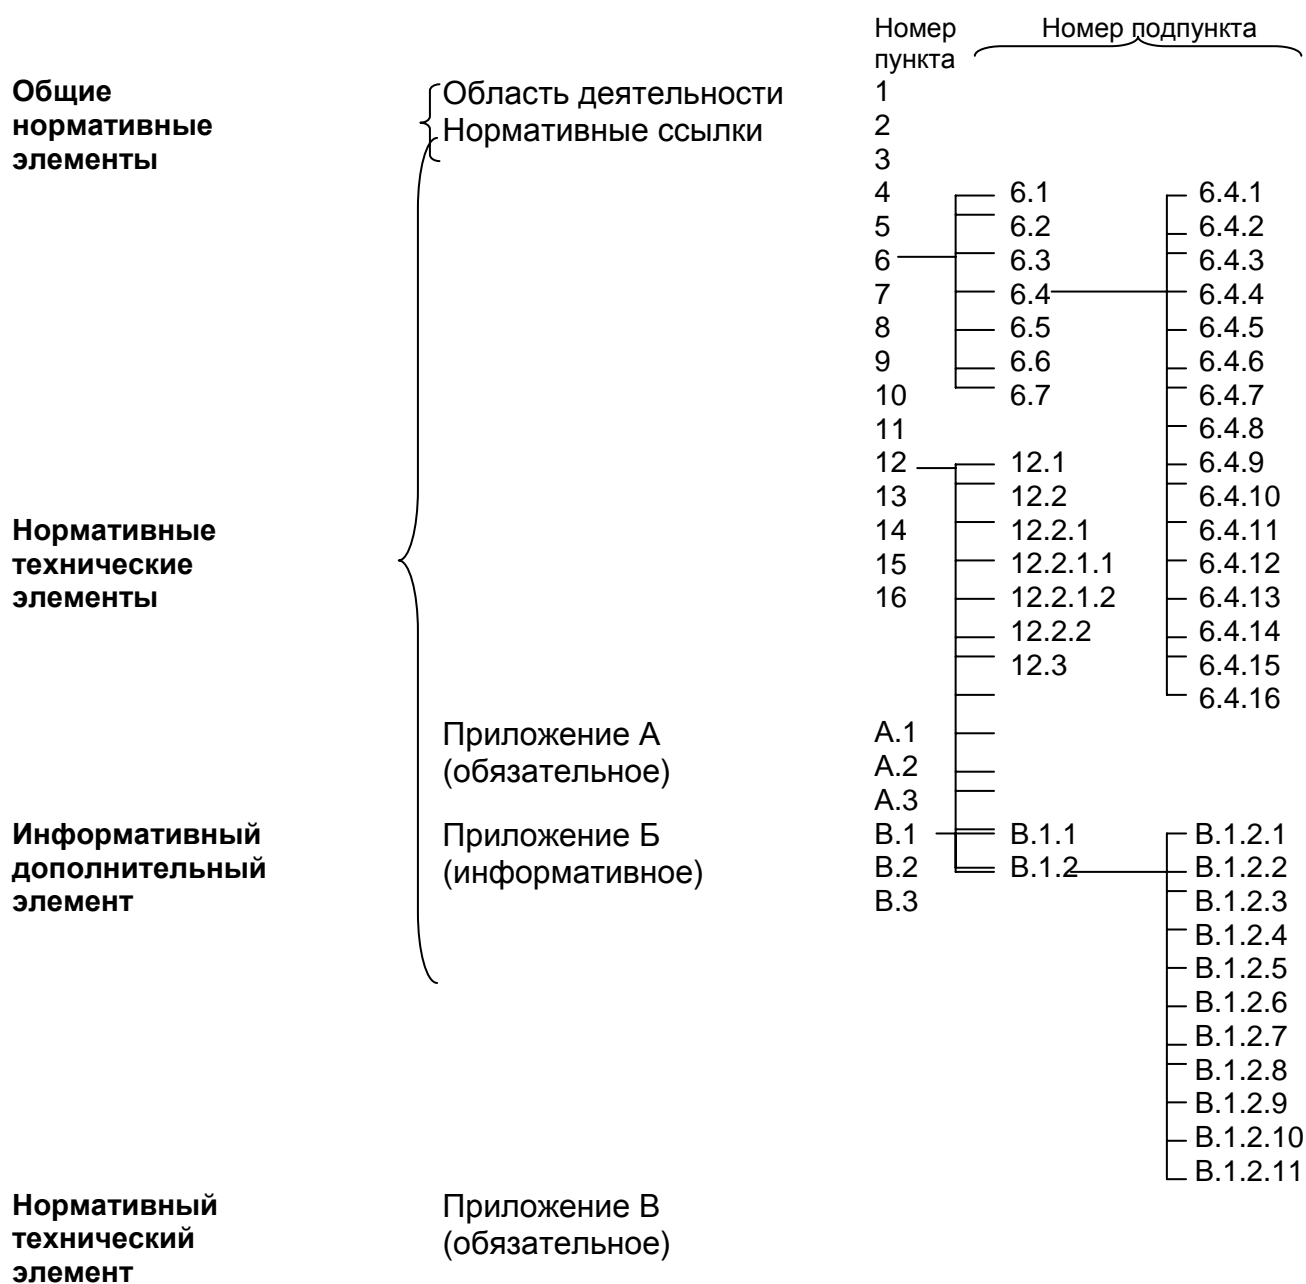 Номер Номер подпункта
пункта
Общие Область деятельности 1
нормативные Нормативные ссылки 2
элементы 3
4 6.1 6.4.1
5 6.2 6.4.2
6 6.3 6.4.3
7 6.4 6.4.4
8 6.5 6.4.5
9 6.6 6.4.6
10 6.7 6.4.7
11 6.4.8
12 12.1 6.4.9
13 12.2 6.4.10
Нормативные 14 12.2.1 6.4.11
технические 15 12.2.1.1 6.4.12
элементы 16 12.2.1.2 6.4.13
12.2.2 6.4.14
12.3 6.4.15
6.4.16
Приложение А А.1
(обязательное) А.2
А.3
Информативный Приложение Б В.1 В.1.1 В.1.2.1
дополнительный (информативное) В.2 В.1.2 В.1.2.2
элемент В.3 В.1.2.3
В.1.2.4
В.1.2.5
В.1.2.6
В.1.2.7
В.1.2.8
В.1.2.9
В.1.2.10
В.1.2.11
Нормативный Приложение В
технический (обязательное)
элемент